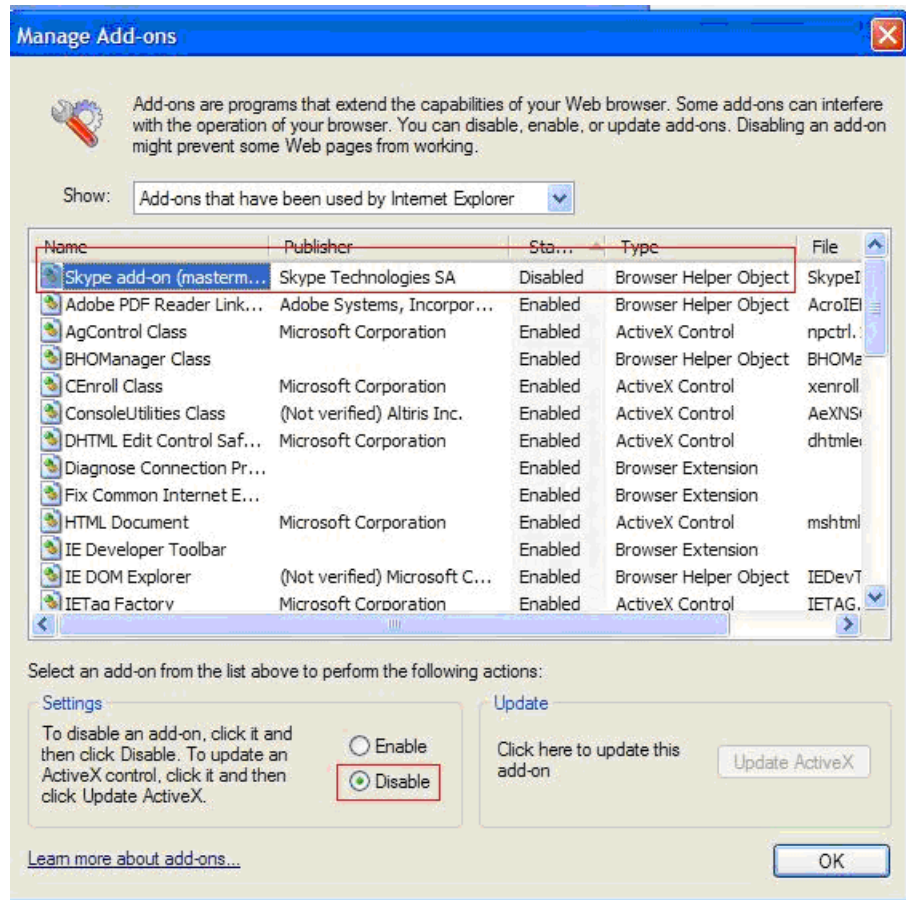 Manage Add-ons
Add-ons are programs that extend the capabilities of your Web browser. Some add-ons can interfere
with the operation of your browser. You can disable, enable, or update add-ons. Disabling an add-on
might prevent some Web pages from working.
Show: Add-ons that have been used by Internet Explorer
Name Publisher Sta... Type File
Skype add-on (masterm... Skype Technologies SA Disabled Browser Helper Object SkypeI
Adobe PDF Reader Link... Adobe Systems, Incorpor... Enabled Browser Helper Object AcroIE
AgControl Class Microsoft Corporation Enabled ActiveX Control npctrl.
BHOManager Class Enabled Browser Helper Object BHOMa
CEnroll Class Microsoft Corporation Enabled ActiveX Control xenroll
ConsoleUtilities Class (Not verified) Altiris Inc. Enabled ActiveX Control AeXNS
DHTML Edit Control Saf... Microsoft Corporation Enabled ActiveX Control dhtmle
Diagnose Connection Pr... Enabled Browser Extension
Fix Common Internet E... Enabled Browser Extension
HTML Document Microsoft Corporation Enabled ActiveX Control mshtml
IE Developer Toolbar Enabled Browser Extension
IE DOM Explorer (Not verified) Microsoft C... Enabled Browser Helper Object IEDevT
IETag Factory Microsoft Corporation Enabled ActiveX Control IETAG.
Select an add-on from the list above to perform the following actions:
Settings
To disable an add-on, click it and
then click Disable. To update an
ActiveX control, click it and then
click Update ActiveX.
Enable
Disable
Update
Click here to update this
add-on
Update ActiveX
Learn more about add-ons...
OK